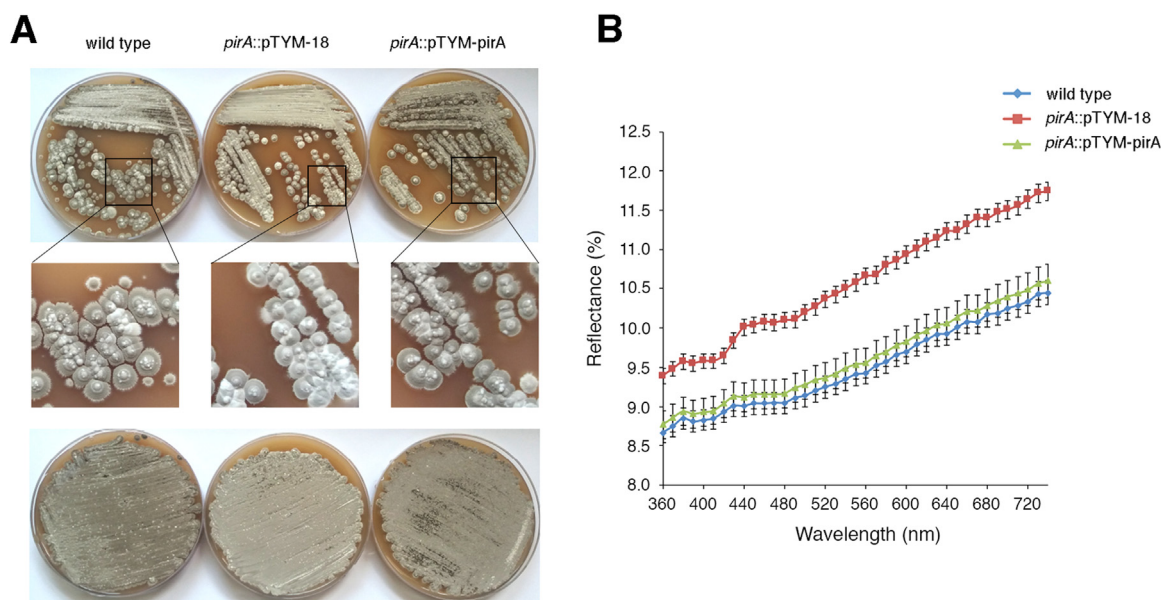 A
wild type
pirA::pTYM-18
pirA::pTYM-pirA
B
wild type
pirA::pTYM-18
pirA::pTYM-pirA
12.5
12.0
11.5
11.0
10.5
10.0
9.5
9.0
8.5
8.0
Reflectance (%)
360 400 440 480 520 560 600 640 680 720
Wavelength (nm)